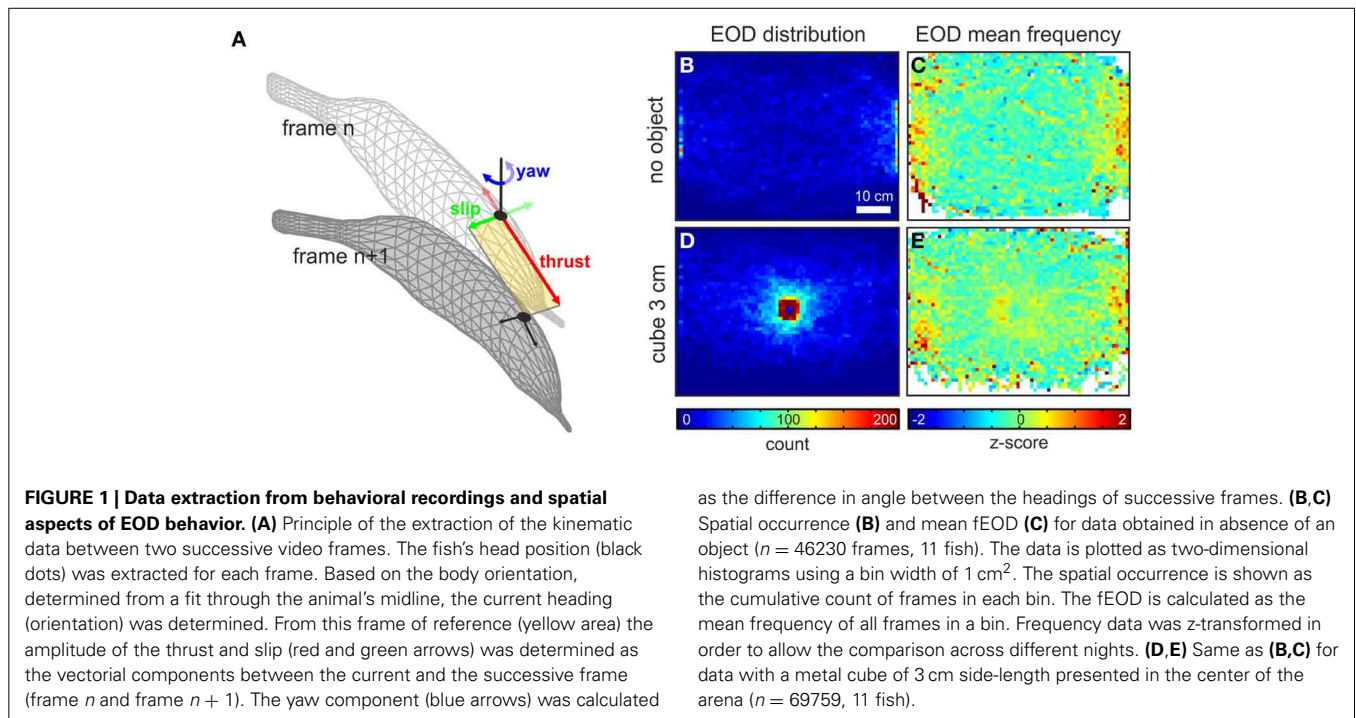 A
frame n
frame n+1
yaw
slip
thrust
EOD distribution
EOD mean frequency
no object
cube 3 cm
B
C
D
E
10 cm
0 100 200
count
-2 0 2
z-score
FIGURE 1 | Data extraction from behavioral recordings and spatial
aspects of EOD behavior. (A) Principle of the extraction of the kinematic
data between two successive video frames. The fish's head position (black
dots) was extracted for each frame. Based on the body orientation,
determined from a fit through the animal's midline, the current heading
(orientation) was determined. From this frame of reference (yellow area) the
amplitude of the thrust and slip (red and green arrows) was determined as
the vectorial components between the current and the successive frame
(frame n and frame n + 1). The yaw component (blue arrows) was calculated
as the difference in angle between the headings of successive frames. (B,C)
Spatial occurrence (B) and mean fEOD (C) for data obtained in absence of an
object (n = 46230 frames, 11 fish). The data is plotted as two-dimensional
histograms using a bin width of 1 cm². The spatial occurrence is shown as
the cumulative count of frames in each bin. The fEOD is calculated as the
mean frequency of all frames in a bin. Frequency data was z-transformed in
order to allow the comparison across different nights. (D,E) Same as (B,C) for
data with a metal cube of 3 cm side-length presented in the center of the
arena (n = 69759, 11 fish).